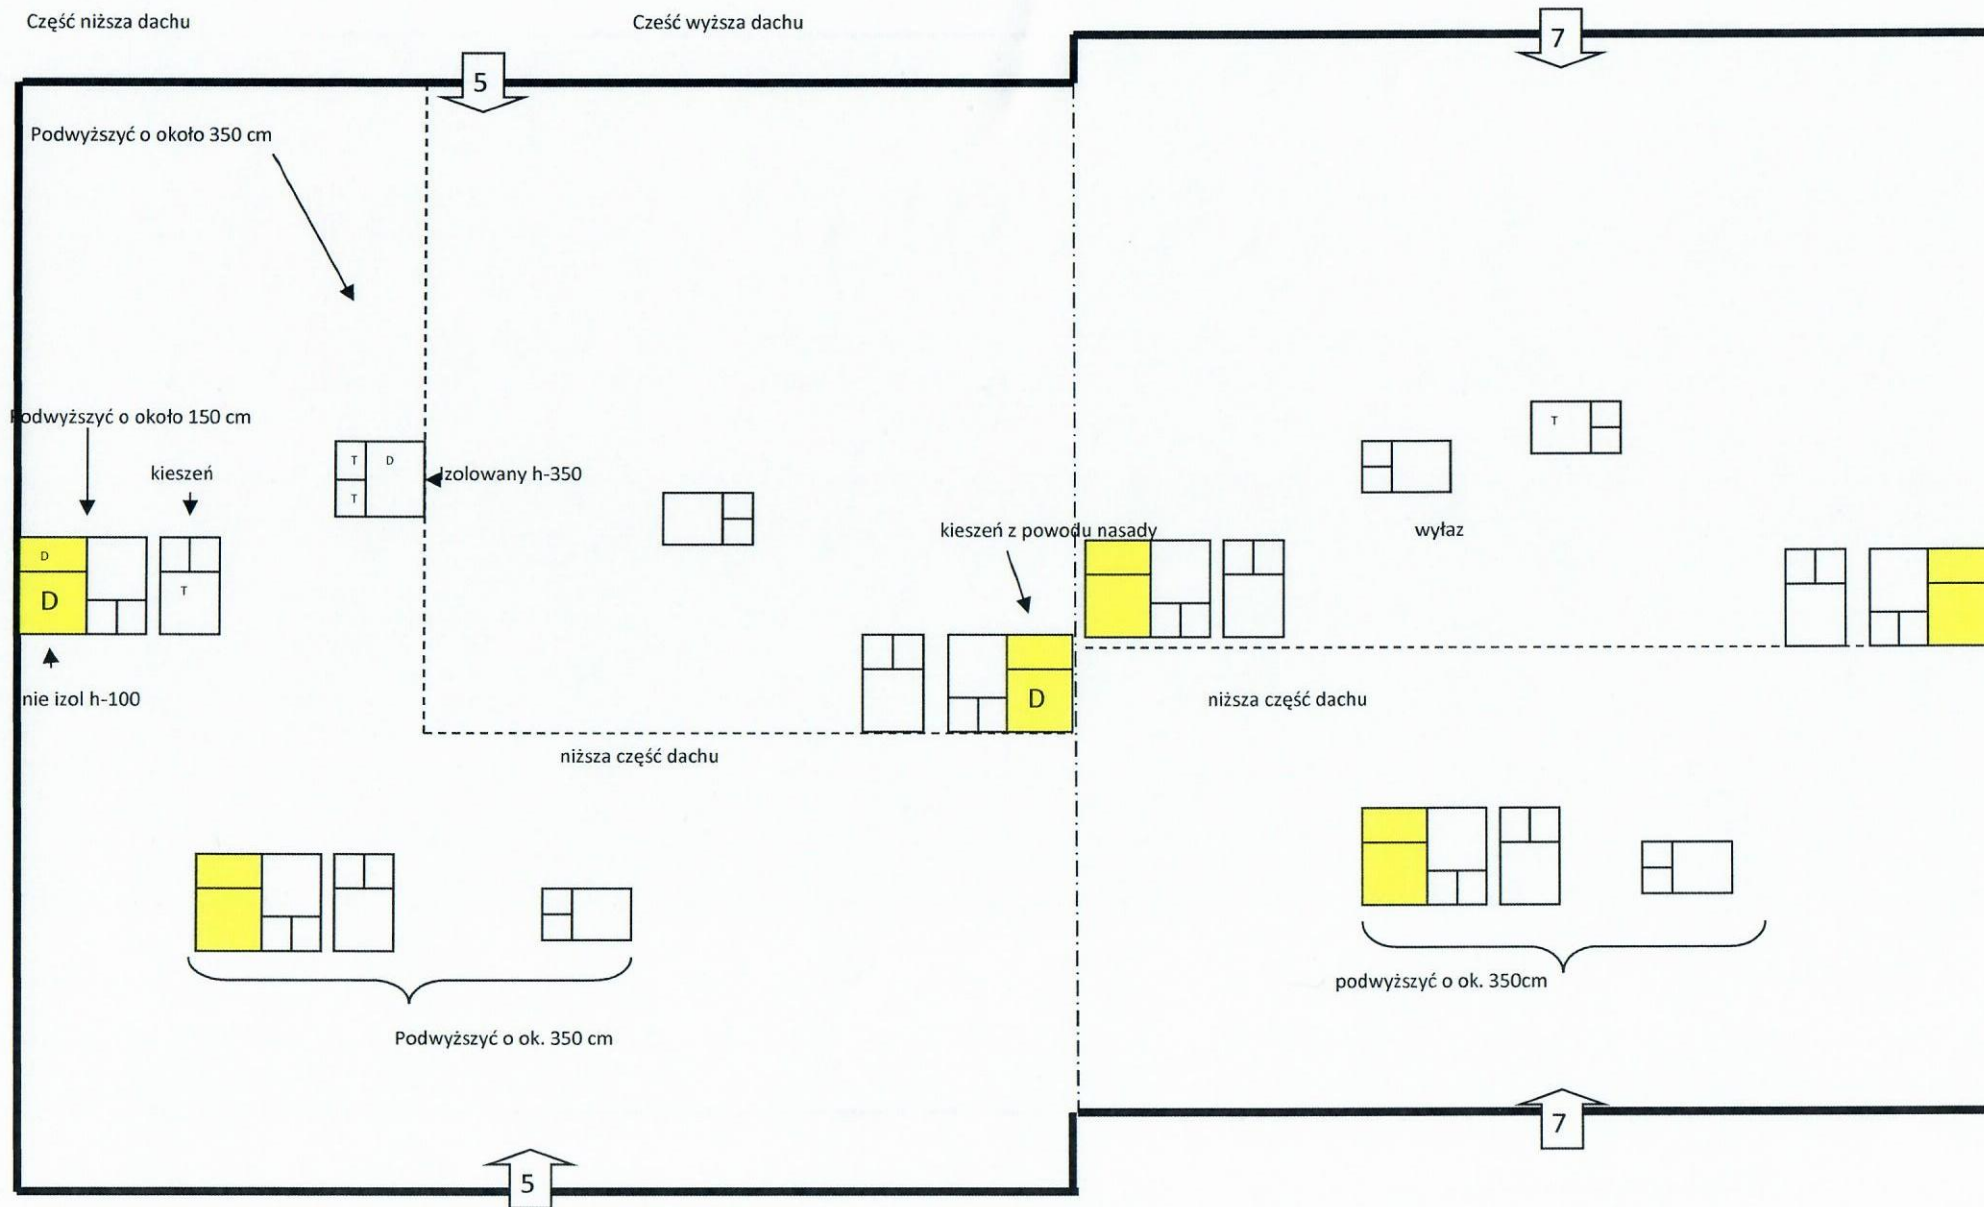 Część niższa dachu
Cześć wyższa dachu
7
5
Podwyższyć o około 350 cm
Podwyższyć o około 150 cm
T
kieszeń
T D
Izolowany h-350
T
kieszeń z powodu nasady
wyłaz
D
D
T
nie izol h-100
D
niższa część dachu
niższa część dachu
podwyższyć o ok. 350cm
Podwyższyć o ok. 350 cm
7
5